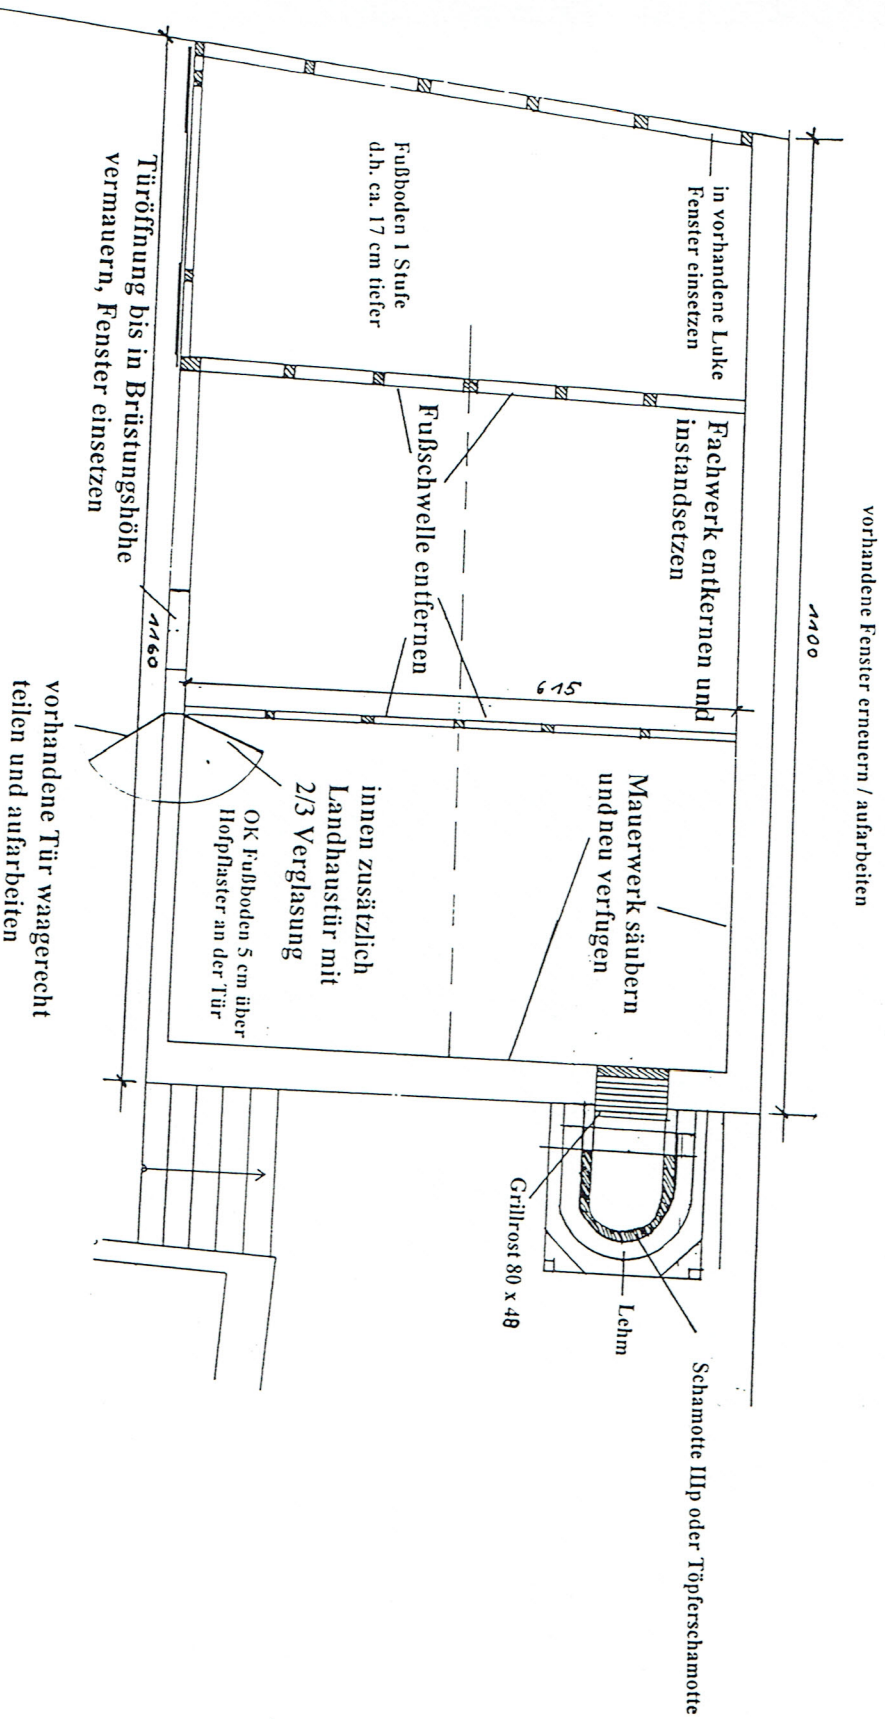 vorhandene Fenster erneuern / aufarbeiten
1100
in vorhandene Luke
Fenster einsetzen
Fachwerk entkernen und
instandsetzen
Mauerwerk säubern
und neu verfugen
Schamotte IIIp oder Töpferschamotte
615
Lehm
Grillrost 80 x 40
Fußboden 1 Stufe
d.h. ca. 17 cm tiefer
Fußschwelle entfernen
innen zusätzlich
Landhaustür mit
2/3 Verglasung
OK Fußboden 5 cm über
Hofpflaster an der Tür
Türöffnung bis in Brüstungshöhe
vermauern, Fenster einsetzen
1160
vorhandene Tür waagerecht
teilen und aufarbeiten